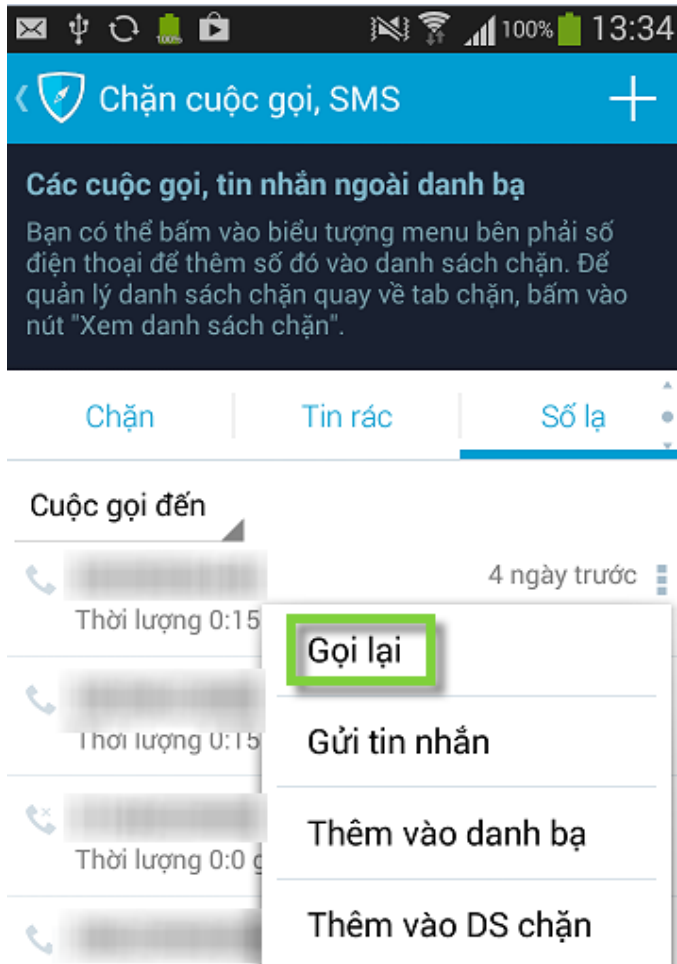 100% 13:34
100%
Chặn cuộc gọi, SMS
Các cuộc gọi, tin nhắn ngoài danh bạ
Bạn có thể bấm vào biểu tượng menu bên phải số
điện thoại để thêm số đó vào danh sách chặn. Để
quản lý danh sách chặn quay về tab chặn, bấm vào
nút "Xem danh sách chặn".
Chặn Tin rác Số lạ
Cuộc gọi đến
4 ngày trước
Thời lượng 0:15
Gọi lại
Thời lượng 0:15
Gửi tin nhắn
Thêm vào danh bạ
Thời lượng 0:0 g
Thêm vào DS chặn